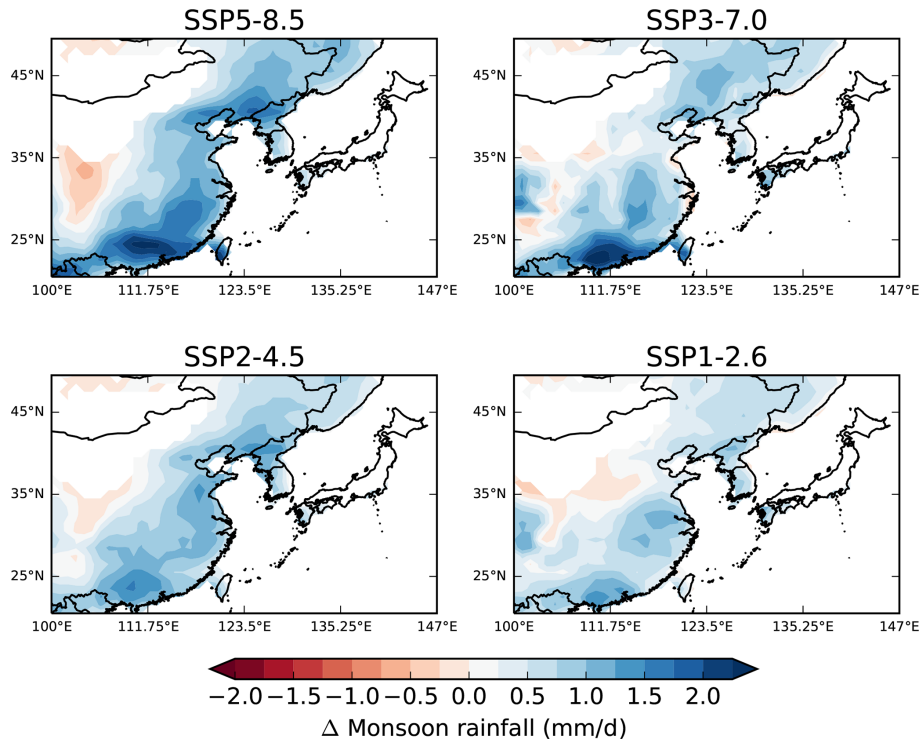 SSP5-8.5
SSP3-7.0
45°N
35°N
25°N
100°E 111.75°E 123.5°E 135.25°E 147°E
45°N
35°N
25°N
100°E 111.75°E 123.5°E 135.25°E 147°E
SSP2-4.5
SSP1-2.6
45°N
35°N
25°N
100°E 111.75°E 123.5°E 135.25°E 147°E
45°N
35°N
25°N
100°E 111.75°E 123.5°E 135.25°E 147°E
−2.0 −1.5 −1.0 −0.5 0.0 0.5 1.0 1.5 2.0
Δ Monsoon rainfall (mm/d)